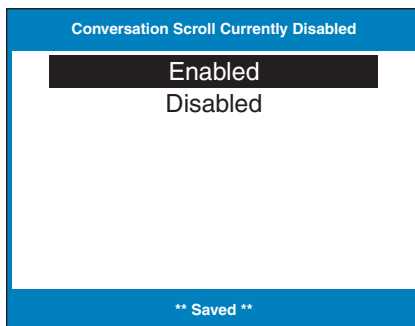 Conversation Scroll Currently Disabled
Enabled
Disabled
** Saved **